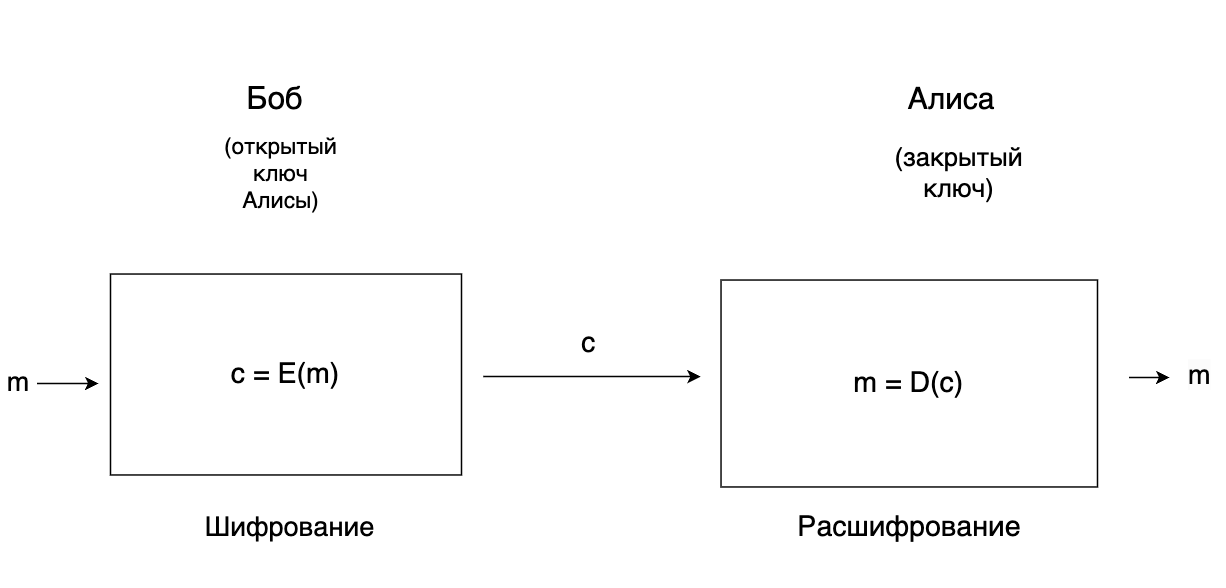 Боб
(открытый
ключ
Алисы)
Алиса
(закрытый
ключ)
m
c = E(m)
c
m = D(c)
m
Шифрование
Расшифрование